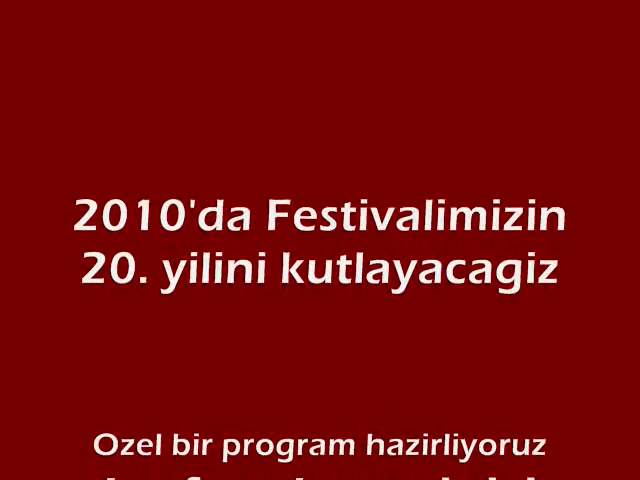 2010'da Festivalimizin
20. yilini kutlayacagiz
Ozel bir program hazirliyoruz